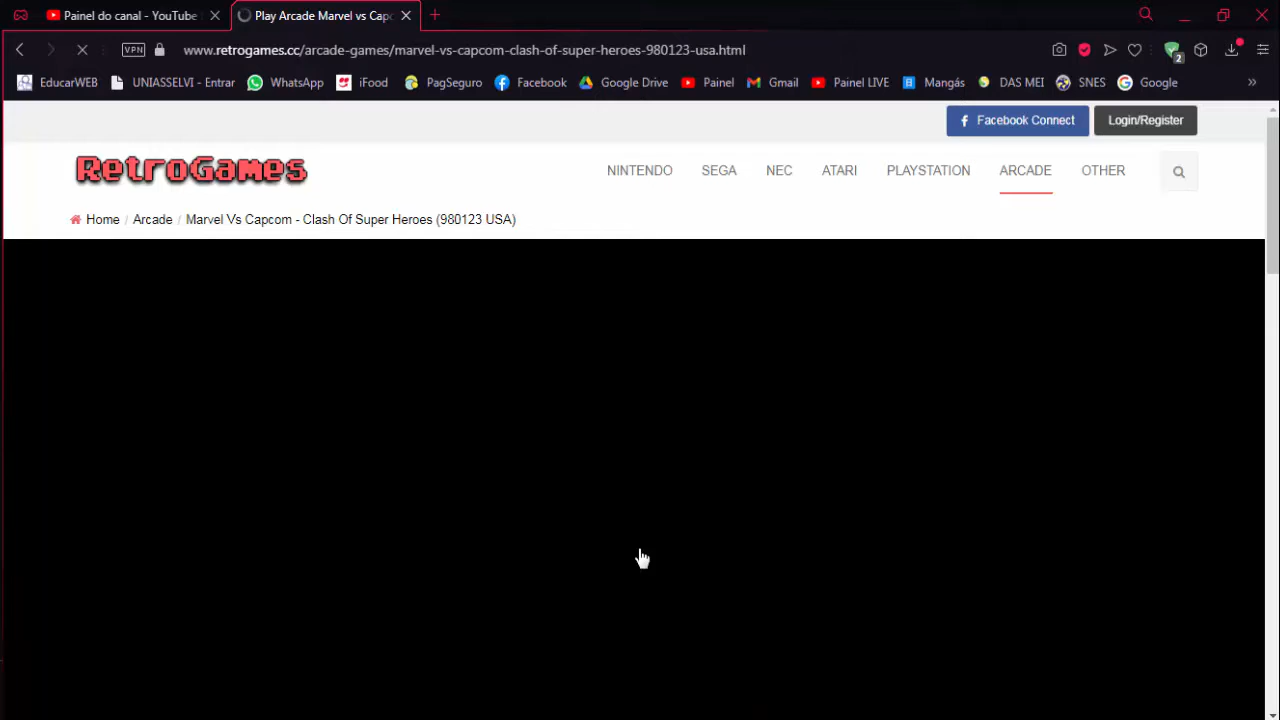 Painel do canal - YouTube
Play Arcade Marvel vs Capc
VPN
www.retrogames.cc/arcade-games/marvel-vs-capcom-clash-of-super-heroes-980123-usa.html
2
EducarWEB UNIASSELVI - Entrar WhatsApp iFood PagSeguro Facebook Google Drive Painel Gmail Painel LIVE Mangás DAS MEI SNES Google »
Facebook Connect Login/Register
RetroGames
NINTENDO SEGA NEC ATARI PLAYSTATION ARCADE OTHER
Home / Arcade / Marvel Vs Capcom - Clash Of Super Heroes (980123 USA)